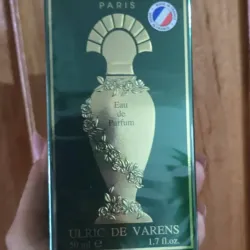 PARIS
Eau
de
Parfum
ULRIC DE VARENS
50 ml e 1.7 fl.oz.